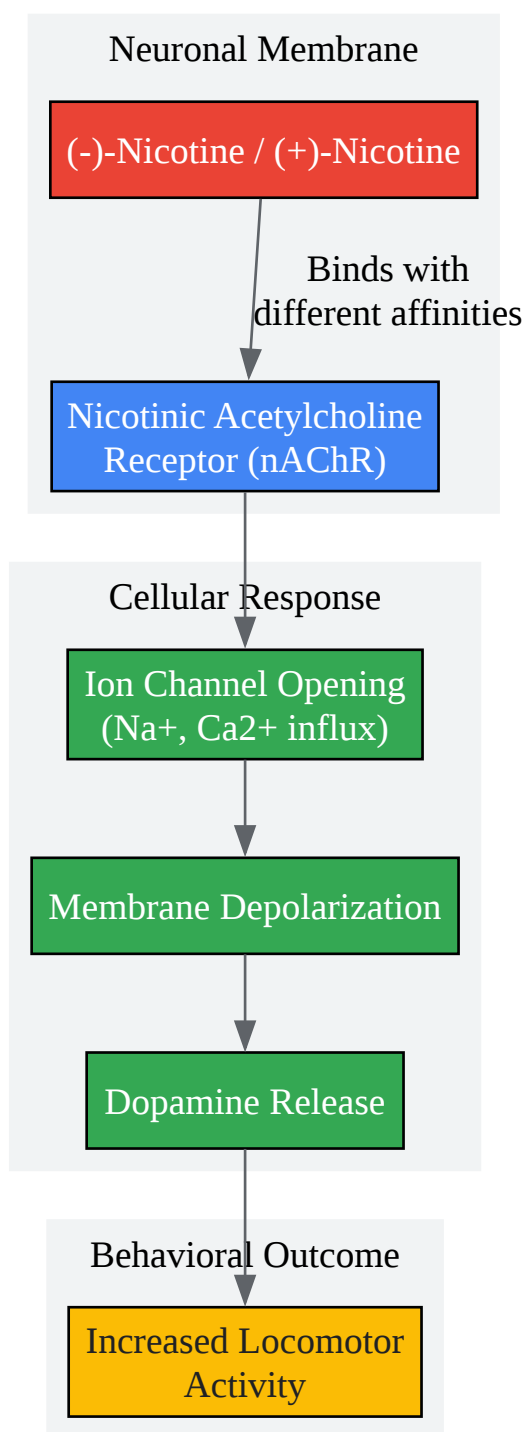 Neuronal Membrane
(-)-Nicotine / (+)-Nicotine
Binds with
different affinities
Nicotinic Acetylcholine
Receptor (nAChR)
Cellular Response
Ion Channel Opening
(Na+, Ca2+ influx)
Membrane Depolarization
Dopamine Release
Behavioral Outcome
Increased Locomotor
Activity